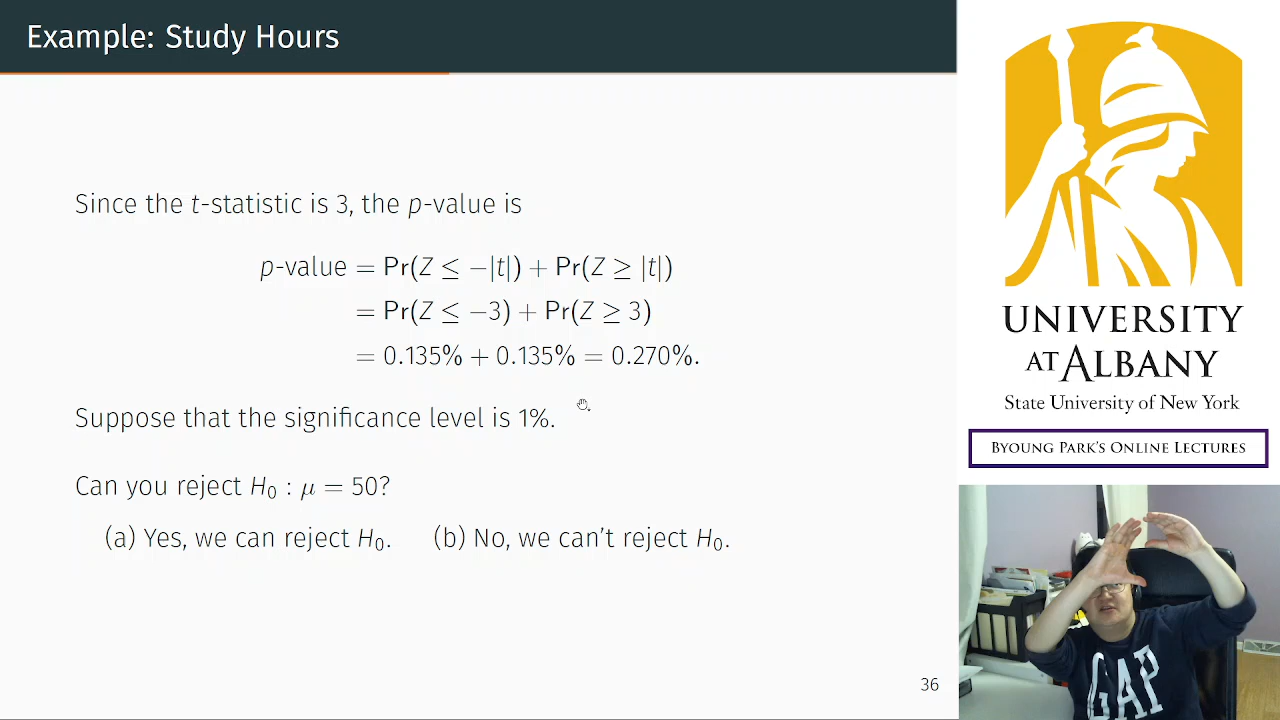 Example: Study Hours
Since the t-statistic is 3, the p-value is
p-value = Pr(Z ≤ −|t|) + Pr(Z ≥ |t|)
= Pr(Z ≤ −3) + Pr(Z ≥ 3)
= 0.135% + 0.135% = 0.270%.
Suppose that the significance level is 1%.
Can you reject H₀ : μ = 50?
(a) Yes, we can reject H₀. (b) No, we can't reject H₀.
36
UNIVERSITY
AT ALBANY
State University of New York
BYOUNG PARK'S ONLINE LECTURES
GAP